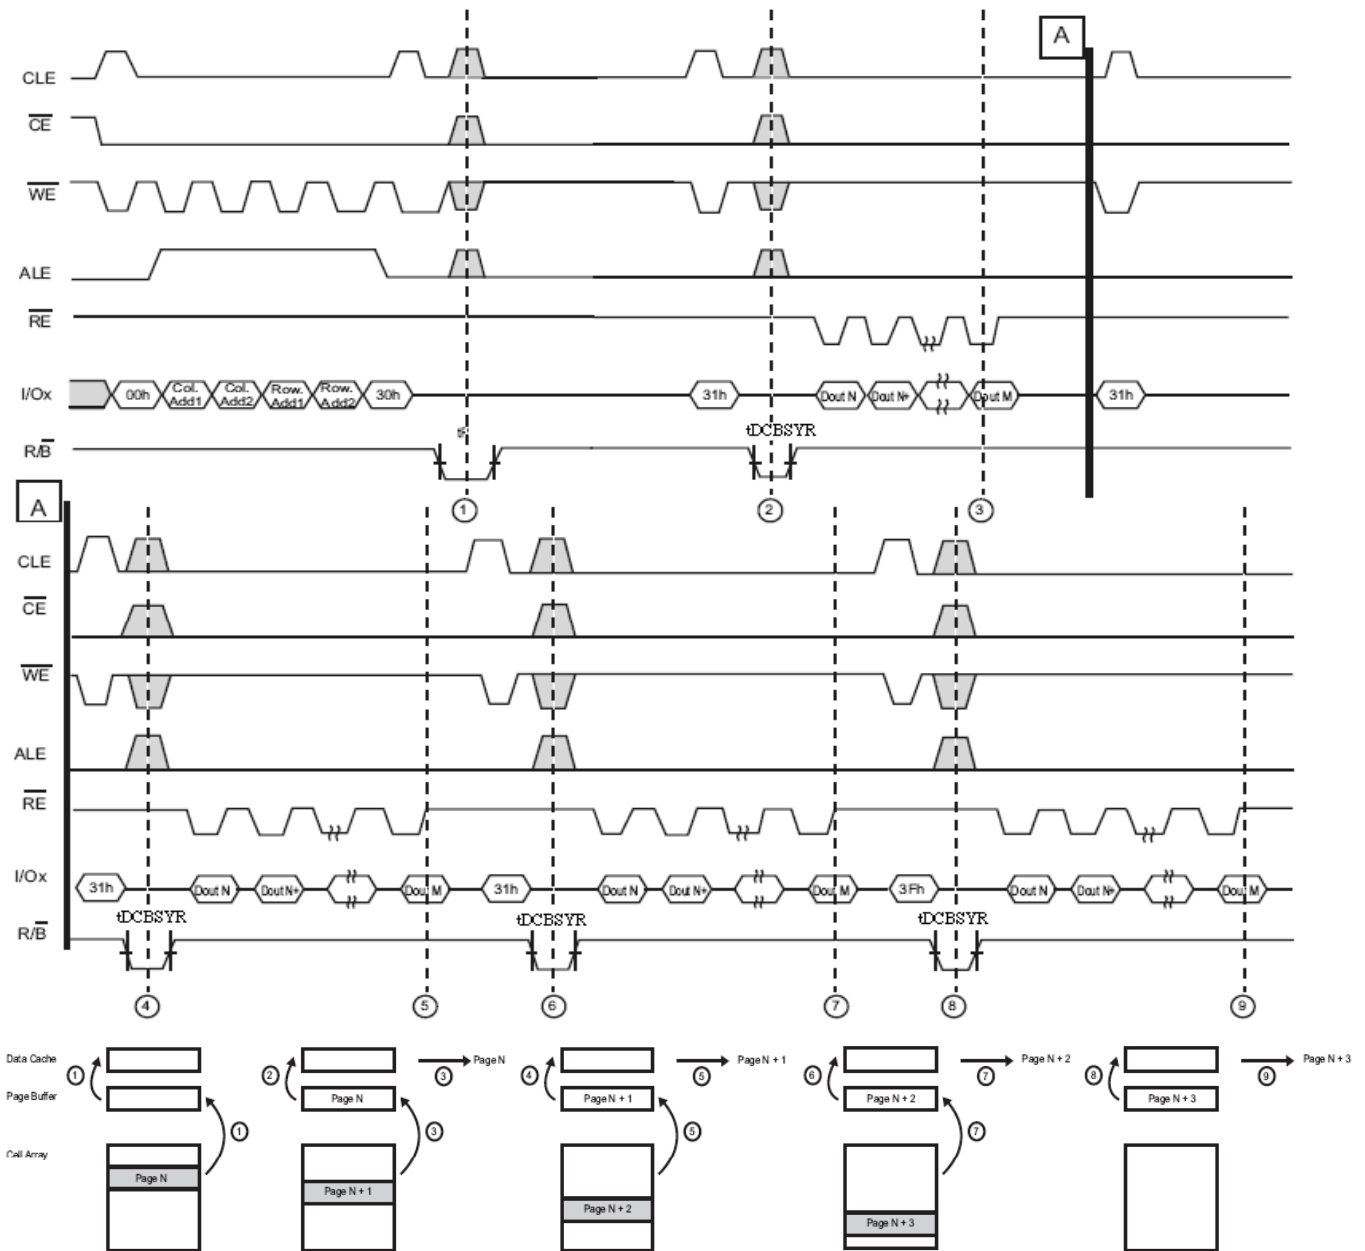 A
CLE
CE
WE
ALE
RE
I/Ox 00h Col. Add1 Col. Add2 Row. Add1 Row. Add2 30h 31h Dout N Dout N+ Dout M 31h
tDCBSYR
R/B
1 2 3
A
CLE
CE
WE
ALE
RE
I/Ox 31h Dout N Dout N+ Dout M 31h Dout N Dout N+ Dout M 3Fh Dout N Dout N+ Dout M
tDCBSYR tDCBSYR tDCBSYR
R/B
4 5 6 7 8 9
Data Cache 1 2 3 Page N 4 5 Page N + 1 6 7 Page N + 2 8 9 Page N + 3
Page Buffer Page N Page N + 1 Page N + 2 Page N + 3
1 3 5 7
Cell Array
Page N Page N + 1 Page N + 2 Page N + 3